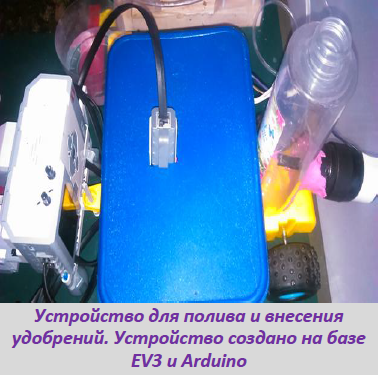 Устройство для полива и внесения
удобрений. Устройство создано на базе
EV3 и Arduino